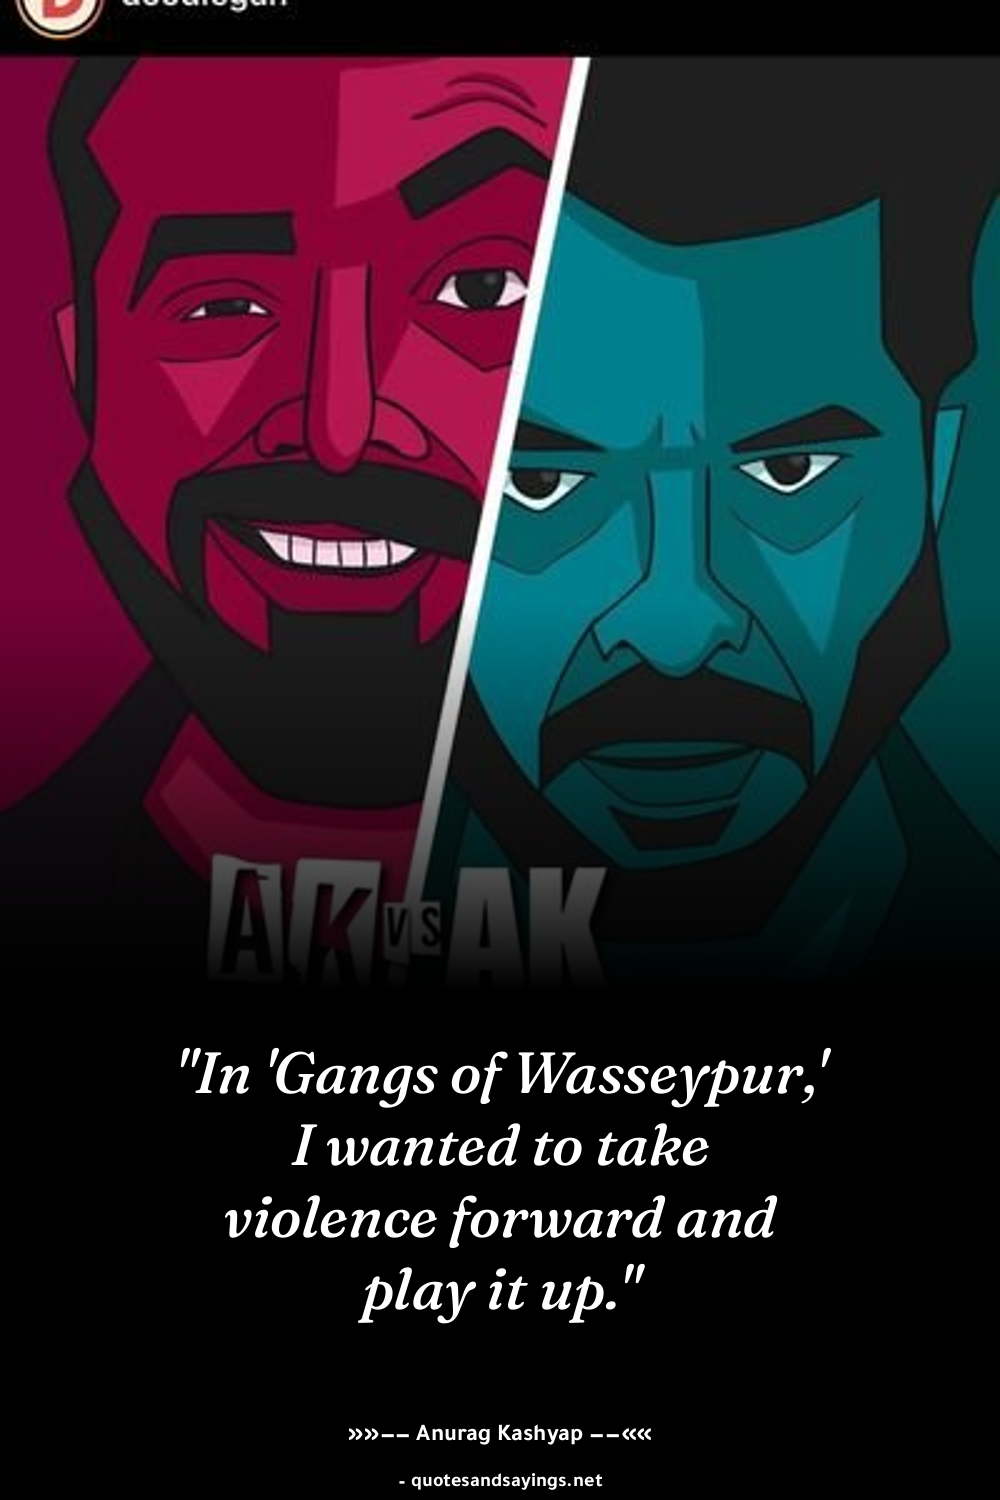 AK VS AK
"In 'Gangs of Wasseypur,'
I wanted to take
violence forward and
play it up."
»»–– Anurag Kashyap ––««
- quotesandsayings.net